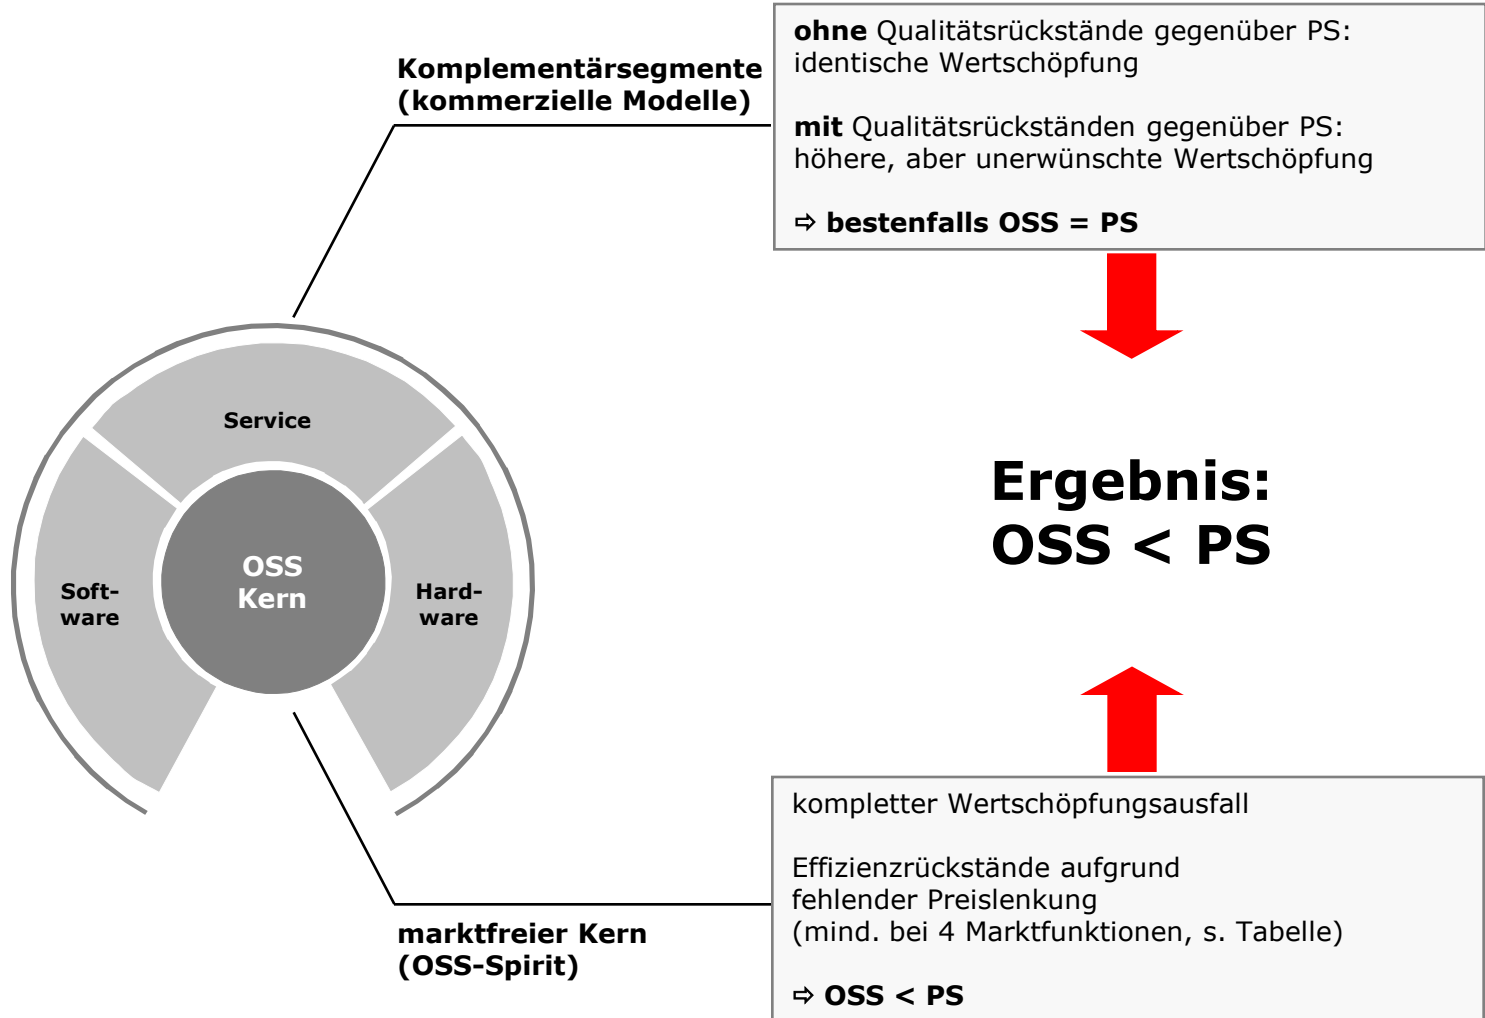 Komplementärsegmente
(kommerzielle Modelle)
ohne Qualitätsrückstände gegenüber PS:
identische Wertschöpfung
mit Qualitätsrückständen gegenüber PS:
höhere, aber unerwünschte Wertschöpfung
⇨ bestenfalls OSS = PS
Service
OSS
Kern
Soft-
ware
Hard-
ware
Ergebnis:
OSS < PS
marktfreier Kern
(OSS-Spirit)
kompletter Wertschöpfungsausfall
Effizienzrückstände aufgrund
fehlender Preislenkung
(mind. bei 4 Marktfunktionen, s. Tabelle)
⇨ OSS < PS